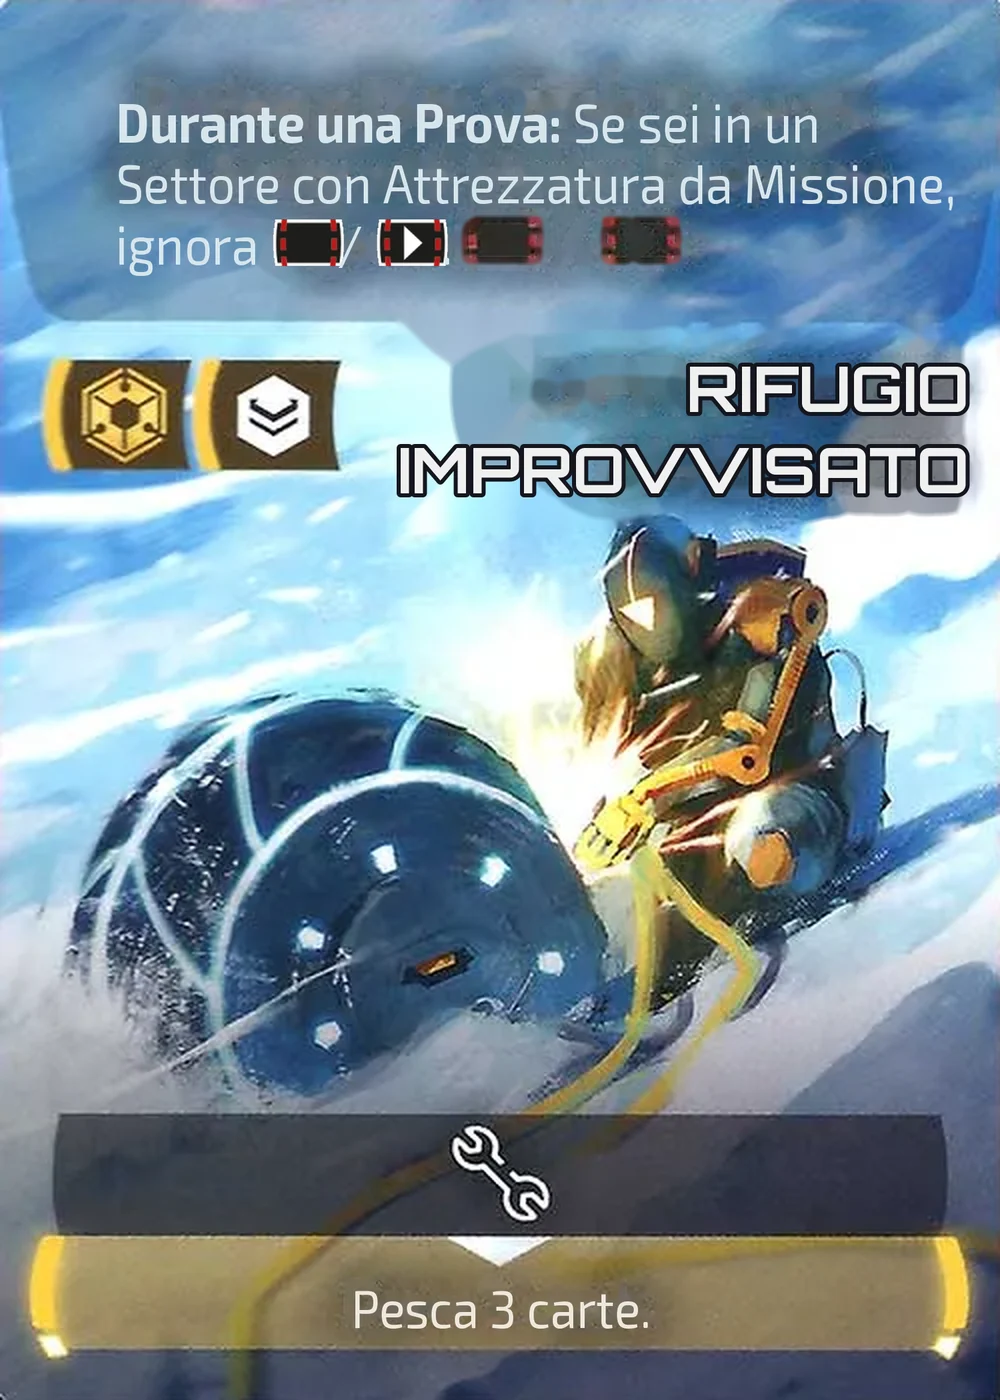 Durante una Prova: Se sei in un
Settore con Attrezzatura da Missione,
ignora / .
RIFUGIO
IMPROVVISATO
Pesca 3 carte.